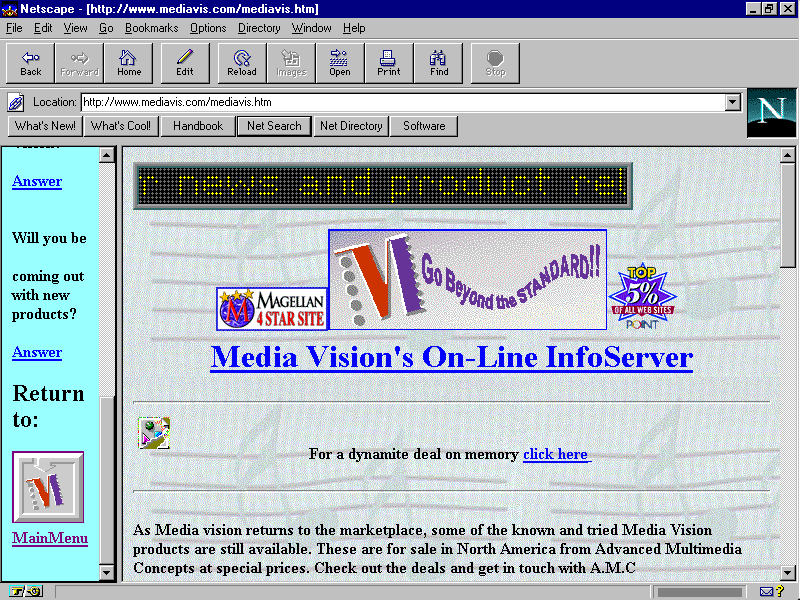 Netscape - [http://www.mediavis.com/mediavis.htm]
File Edit View Go Bookmarks Options Directory Window Help
Back Forward Home Edit Reload Images Open Print Find Stop
Location: http://www.mediavis.com/mediavis.htm
N
What's New! What's Cool! Handbook Net Search Net Directory Software
Answer
Will you be
coming out
with new
products?
Answer
Return
to:
MainMenu
r news and product rel
MAGELLAN
4 STAR SITE
Go Beyond the STANDARD!!
TOP
5%
OF ALL WEB SITES
POINT
Media Vision's On-Line InfoServer
For a dynamite deal on memory click here
As Media vision returns to the marketplace, some of the known and tried Media Vision
products are still available. These are for sale in North America from Advanced Multimedia
Concepts at special prices. Check out the deals and get in touch with A.M.C